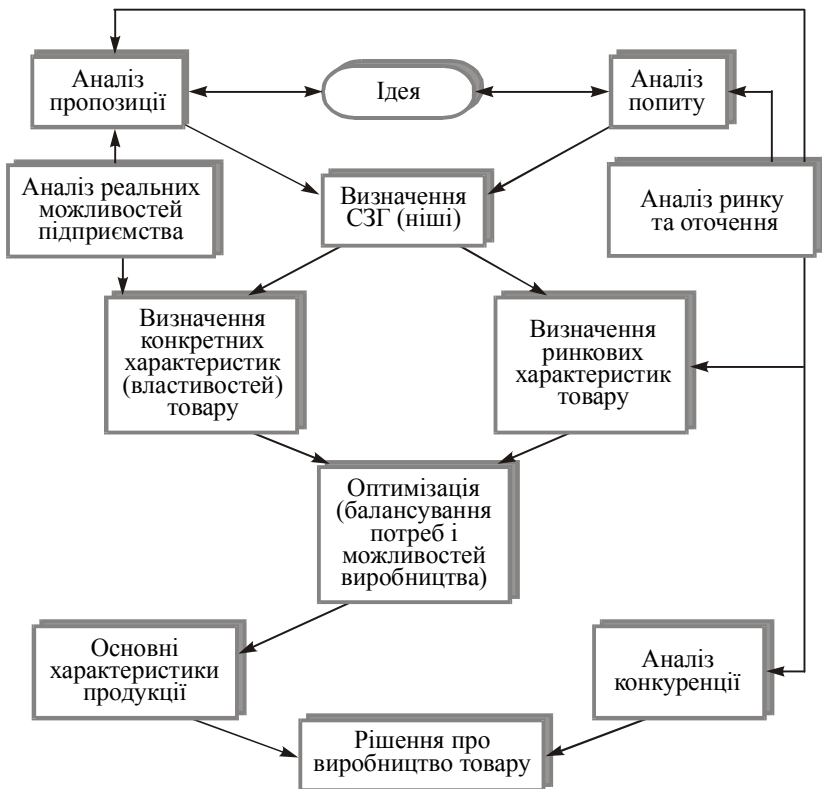 Аналіз
пропозиції
Ідея
Аналіз
попиту
Аналіз реальних
можливостей
підприємства
Визначення
СЗГ (ніші)
Аналіз ринку
та оточення
Визначення
конкретних
характеристик
(властивостей)
товару
Визначення
ринкових
характеристик
товару
Оптимізація
(балансування
потреб і
можливостей
виробництва)
Основні
характеристики
продукції
Аналіз
конкуренції
Рішення про
виробництво товару